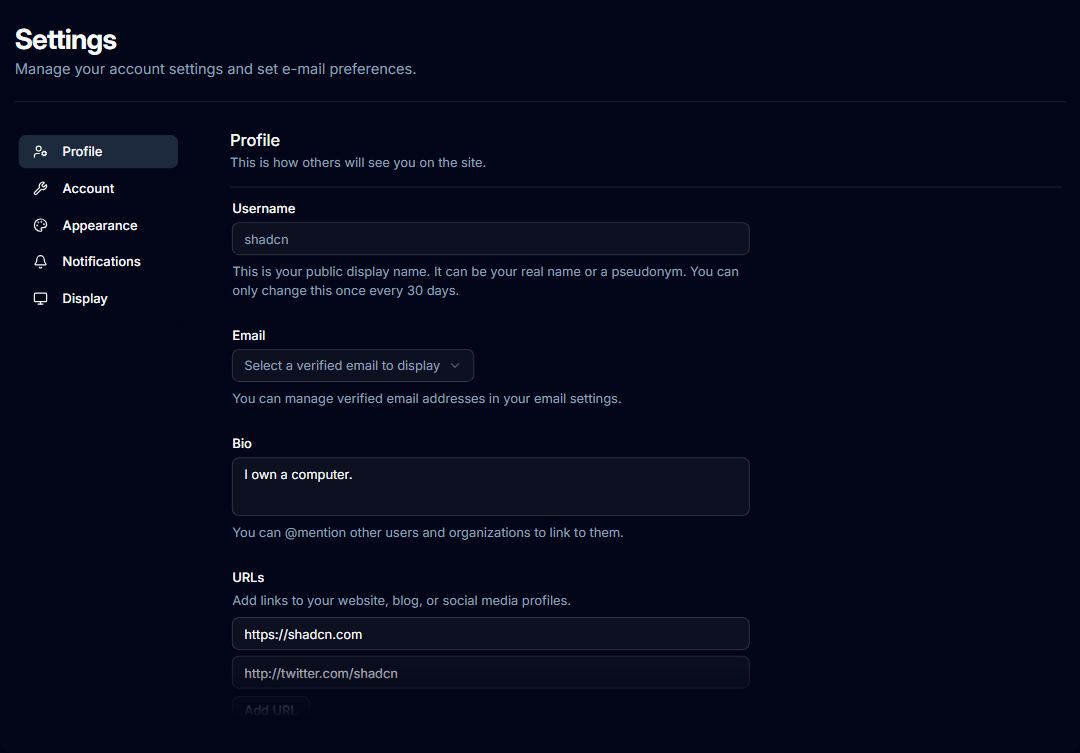 Settings
Manage your account settings and set e-mail preferences.
Profile
Account
Appearance
Notifications
Display
Profile
This is how others will see you on the site.
Username
shadcn
This is your public display name. It can be your real name or a pseudonym. You can
only change this once every 30 days.
Email
Select a verified email to display
You can manage verified email addresses in your email settings.
Bio
I own a computer.
You can @mention other users and organizations to link to them.
URLs
Add links to your website, blog, or social media profiles.
https://shadcn.com
http://twitter.com/shadcn
Add URL